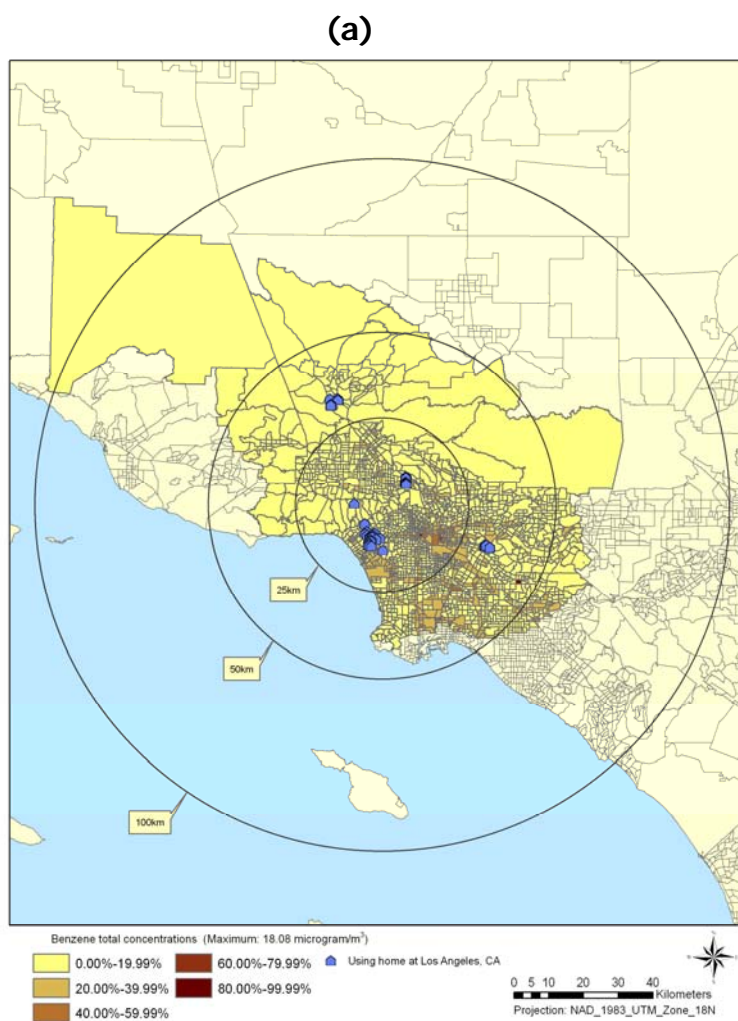 (a)
25km
50km
100km
Benzene total concentrations (Maximum: 18.08 microgram/m³)
0.00%-19.99%
60.00%-79.99%
Using home at Los Angeles, CA
20.00%-39.99%
80.00%-99.99%
40.00%-59.99%
0 5 10 20 30 40
Kilometers
Projection: NAD_1983_UTM_Zone_18N